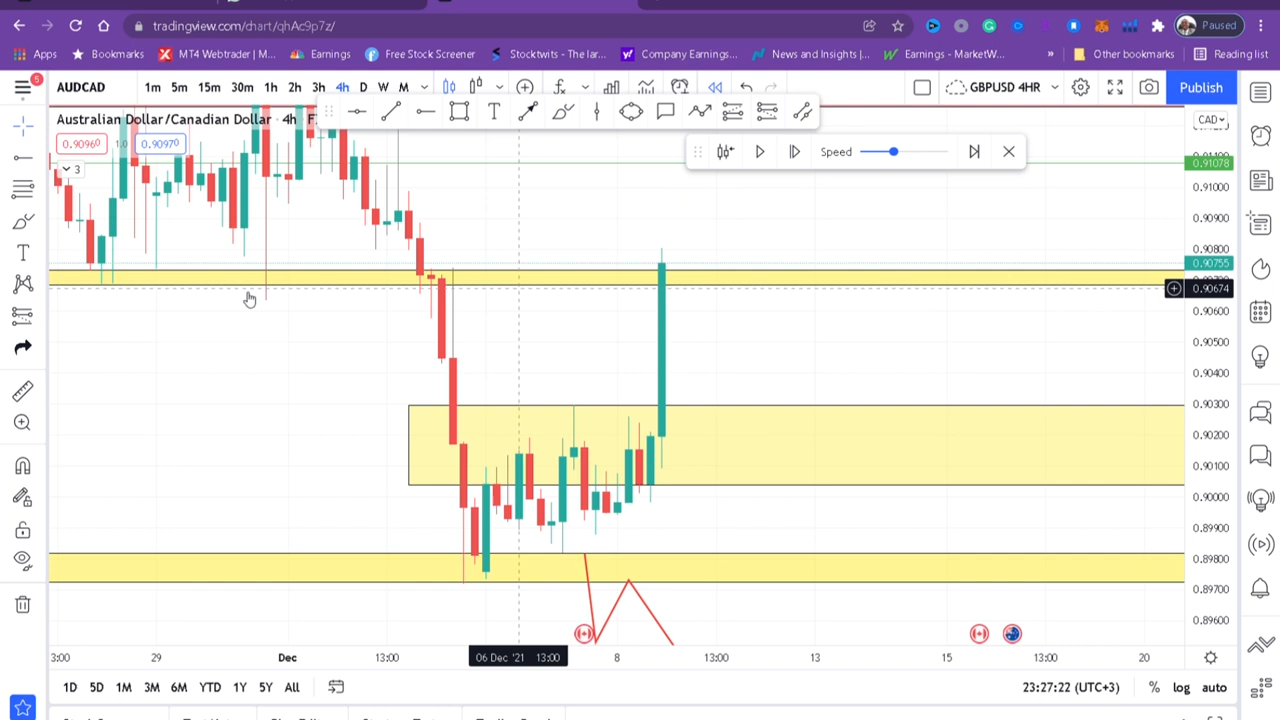 tradingview.com/chart/qhAc9p7z/
Paused
Apps Bookmarks MT4 Webtrader | M... Earnings Free Stock Screener Stocktwits - The lar... Company Earnings... News and Insights |... Earnings - MarketW... » Other bookmarks Reading list
5
AUDCAD 1m 5m 15m 30m 1h 2h 3h 4h D W M GBPUSD 4HR Publish
Australian Dollar/Canadian Dollar · 4h ·
CAD
0.90960 1.0 0.90970
Speed
3
0.91078
0.91000
0.90900
0.90800
0.90755
0.90674
0.90600
0.90500
0.90400
0.90300
0.90200
0.90100
0.90000
0.89900
0.89800
0.89700
0.89600
3:00 29 Dec 13:00 06 Dec '21 13:00 8 13:00 13 15 13:00 20
1D 5D 1M 3M 6M YTD 1Y 5Y All 23:27:22 (UTC+3) % log auto